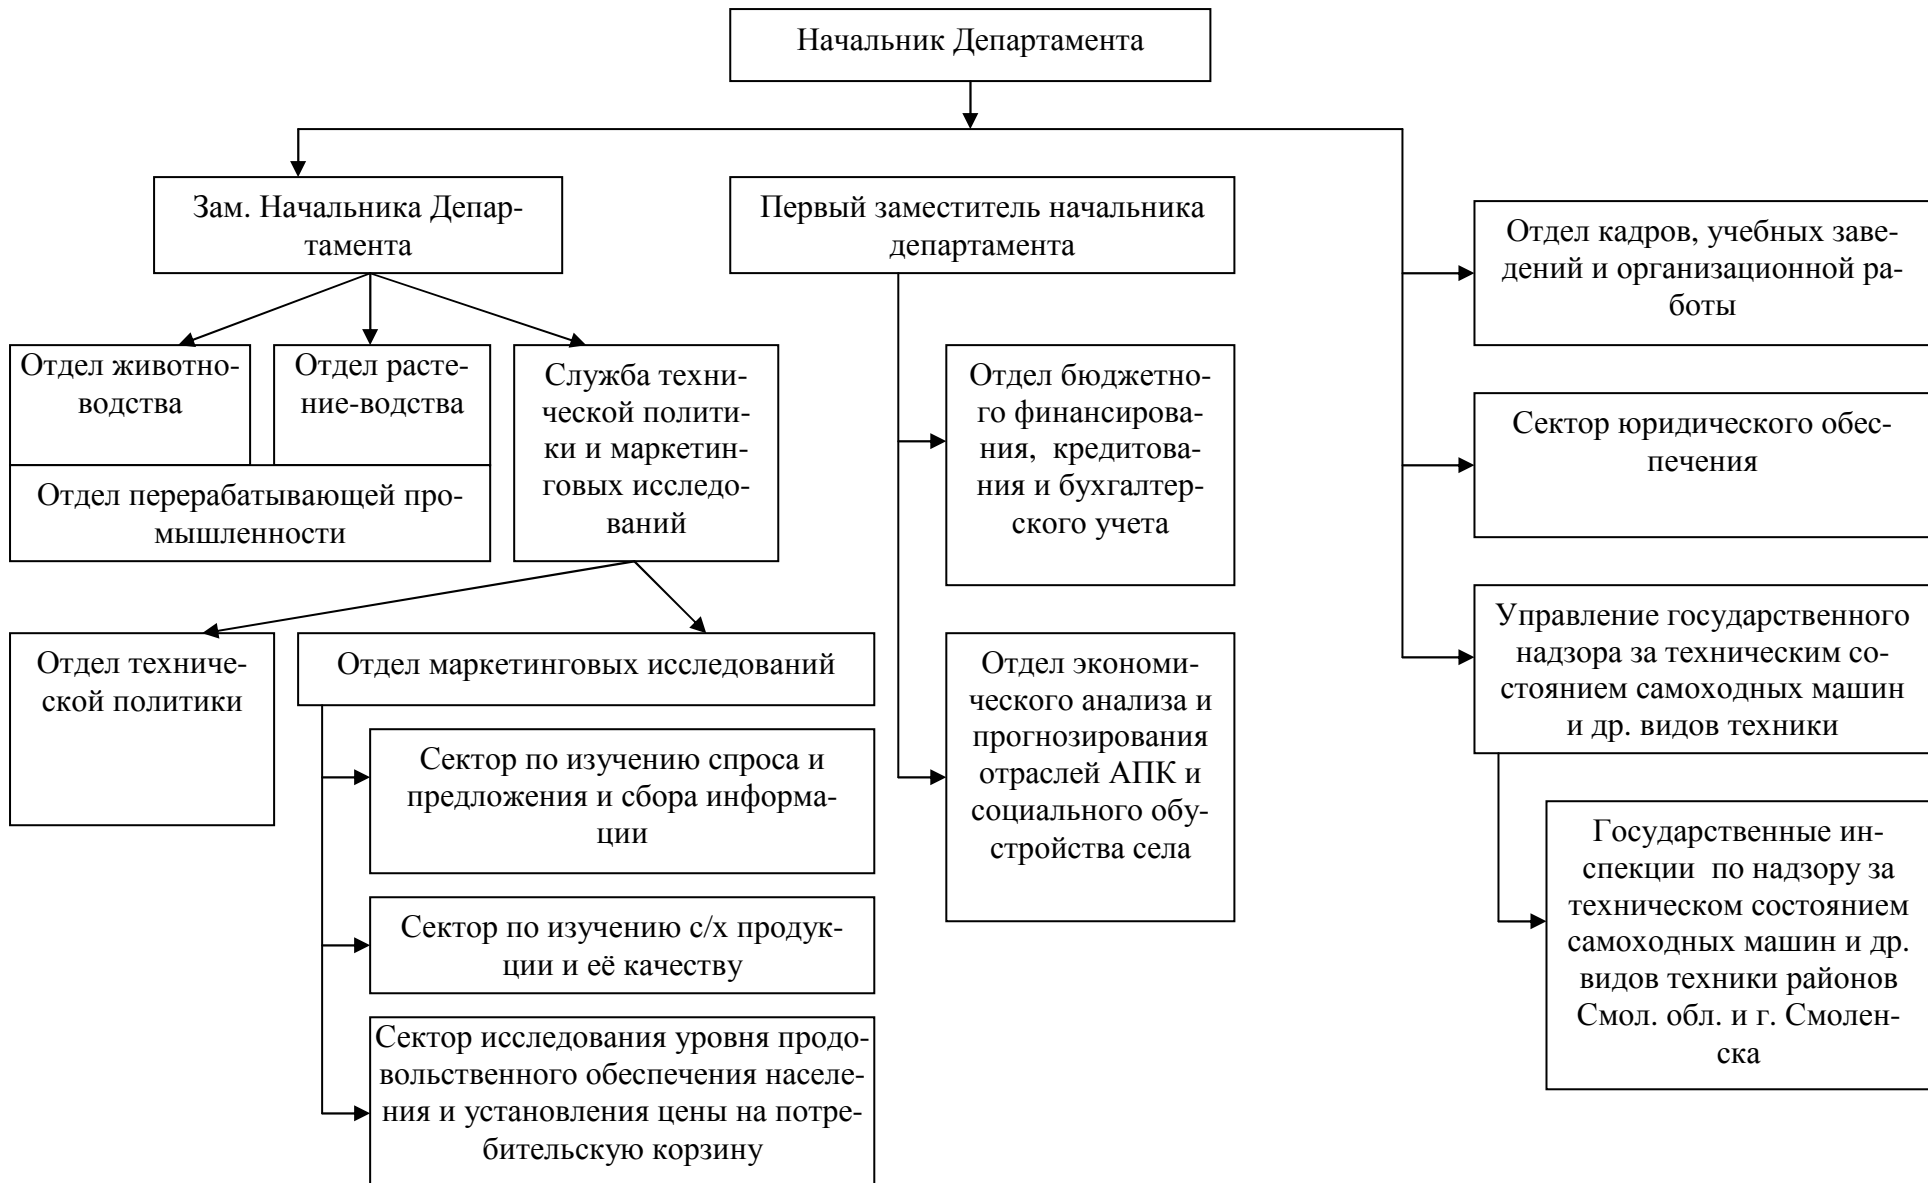 Начальник Департамента
Зам. Начальника Депар-
тамента
Первый заместитель начальника
департамента
Отдел кадров, учебных заве-
дений и организационной ра-
боты
Отдел животно-
водства
Отдел расте-
ние-водства
Служба техни-
ческой полити-
ки и маркетин-
говых исследо-
ваний
Отдел перерабатывающей про-
мышленности
Отдел бюджетно-
го финансирова-
ния, кредитова-
ния и бухгалтер-
ского учета
Сектор юридического обес-
печения
Отдел техниче-
ской политики
Отдел маркетинговых исследований
Сектор по изучению спроса и
предложения и сбора информа-
ции
Сектор по изучению с/х продук-
ции и её качеству
Сектор исследования уровня продо-
вольственного обеспечения населе-
ния и установления цены на потре-
бительскую корзину
Отдел экономи-
ческого анализа и
прогнозирования
отраслей АПК и
социального обу-
стройства села
Управление государственного
надзора за техническим со-
стоянием самоходных машин
и др. видов техники
Государственные ин-
спекции по надзору за
техническом состоянием
самоходных машин и др.
видов техники районов
Смол. обл. и г. Смолен-
ска